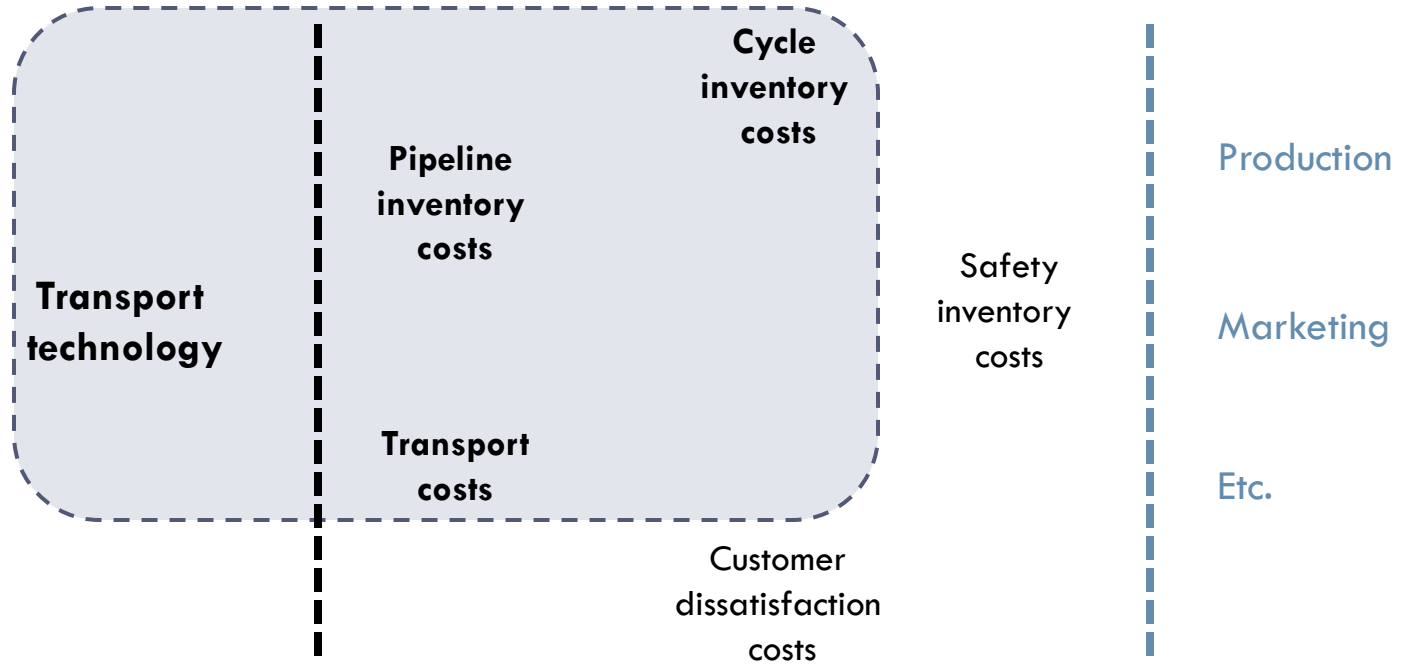 Transport
technology
Pipeline
inventory
costs
Transport
costs
Cycle
inventory
costs
Customer
dissatisfaction
costs
Safety
inventory
costs
Production
Marketing
Etc.